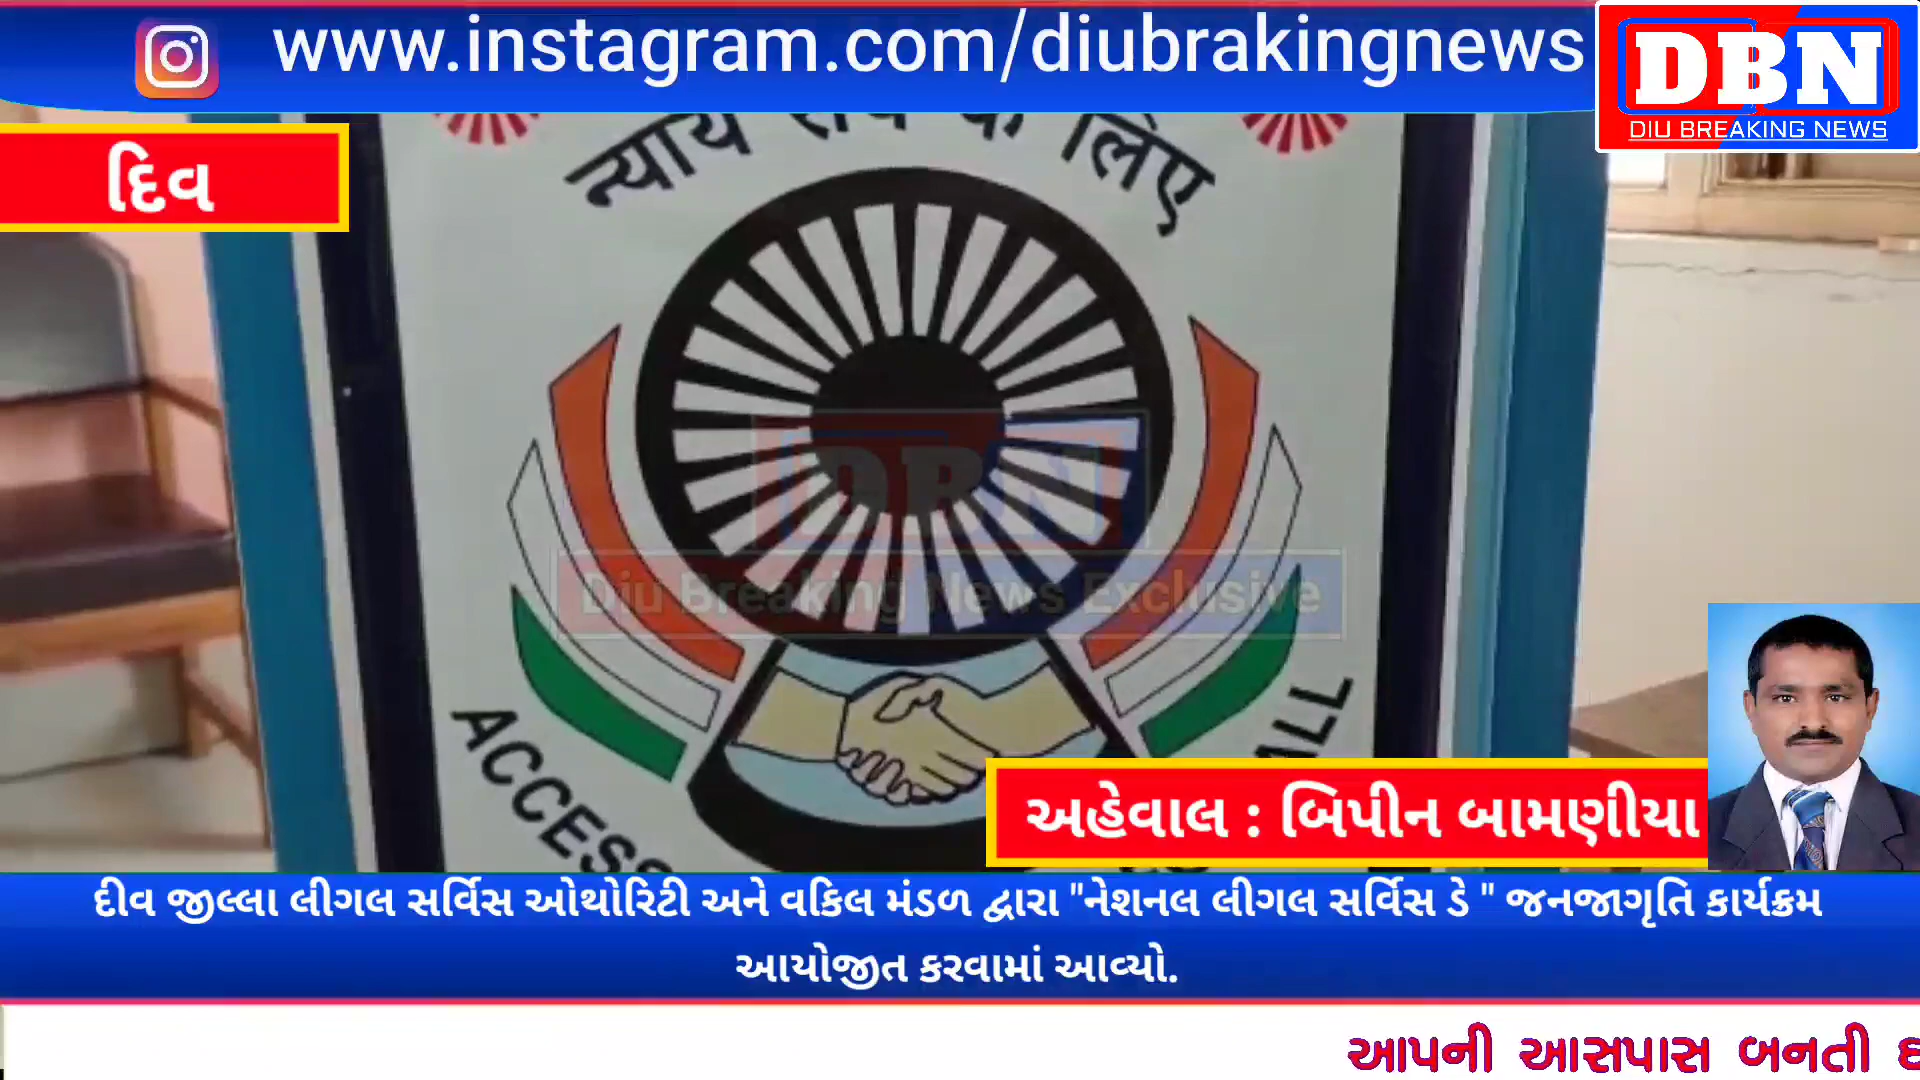 www.instagram.com/diubrakingnews
DBN
DIU BREAKING NEWS
દિવ
न्याय सब के लिए
DBN
Diu Breaking News Exclusive
ACCESS
ALL
અહેવાલ : બિપીન બામણીયા
દીવ જીલ્લા લીગલ સર્વિસ ઓથોરિટી અને વકિલ મંડળ દ્વારા "નેશનલ લીગલ સર્વિસ ડે " જનજાગૃતિ કાર્યક્રમ
આયોજીત કરવામાં આવ્યો.
આપની આસપાસ બનતી